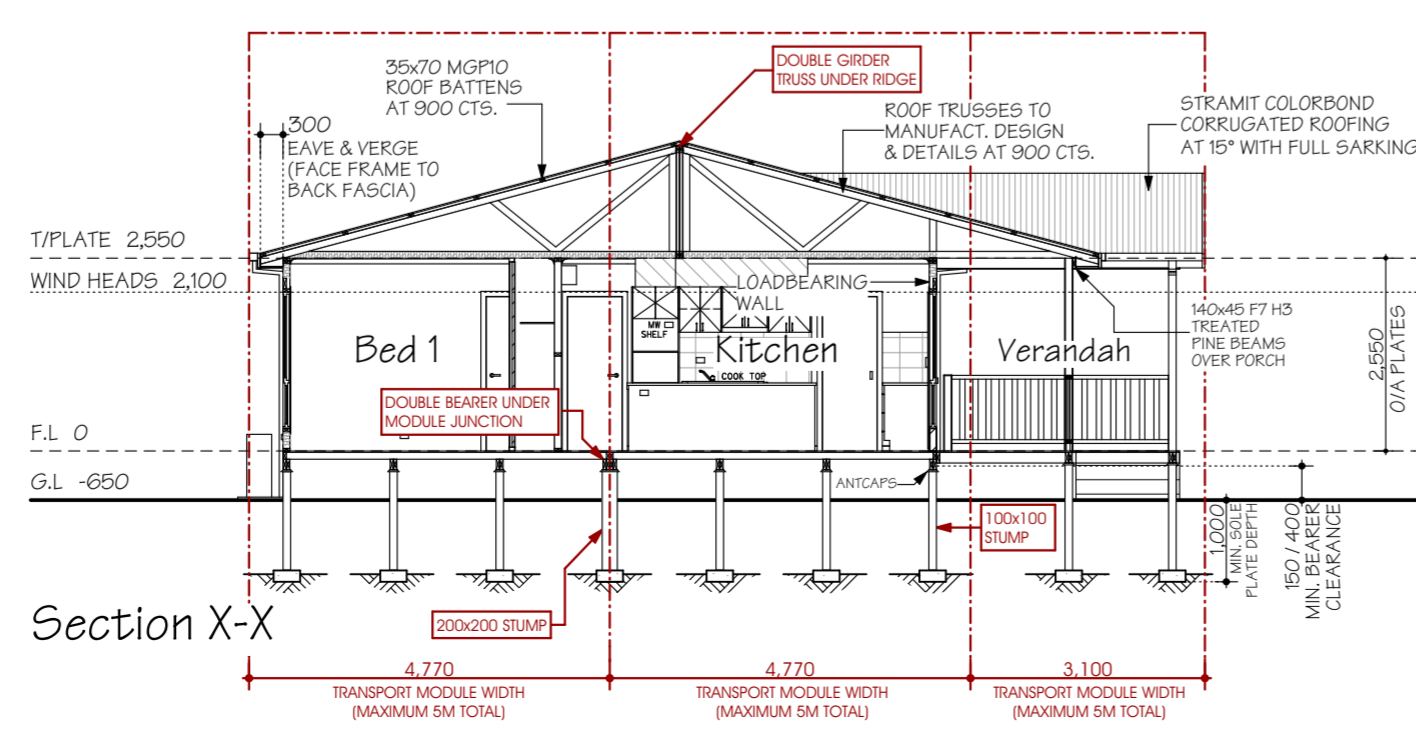 DOUBLE GIRDER
TRUSS UNDER RIDGE
35x70 MGP10
ROOF BATTENS
AT 900 CTS.
ROOF TRUSSES TO
MANUFACT. DESIGN
& DETAILS AT 900 CTS.
STRAMIT COLORBOND
CORRUGATED ROOFING
AT 15° WITH FULL SARKING
300
EAVE & VERGE
(FACE FRAME TO
BACK FASCIA)
T/PLATE 2,550
WIND HEADS 2,100
LOADBEARING
WALL
140x45 F7 H3
TREATED
PINE BEAMS
OVER PORCH
MW
SHELF
Bed 1
Kitchen
Verandah
COOK TOP
2,550
O/A PLATES
DOUBLE BEARER UNDER
MODULE JUNCTION
F.L 0
G.L -650
ANTCAPS
100x100
STUMP
1,000
MIN. SOLE
PLATE DEPTH
150 / 400
MIN. BEARER
CLEARANCE
Section X-X
200x200 STUMP
4,770
TRANSPORT MODULE WIDTH
(MAXIMUM 5M TOTAL)
4,770
TRANSPORT MODULE WIDTH
(MAXIMUM 5M TOTAL)
3,100
TRANSPORT MODULE WIDTH
(MAXIMUM 5M TOTAL)